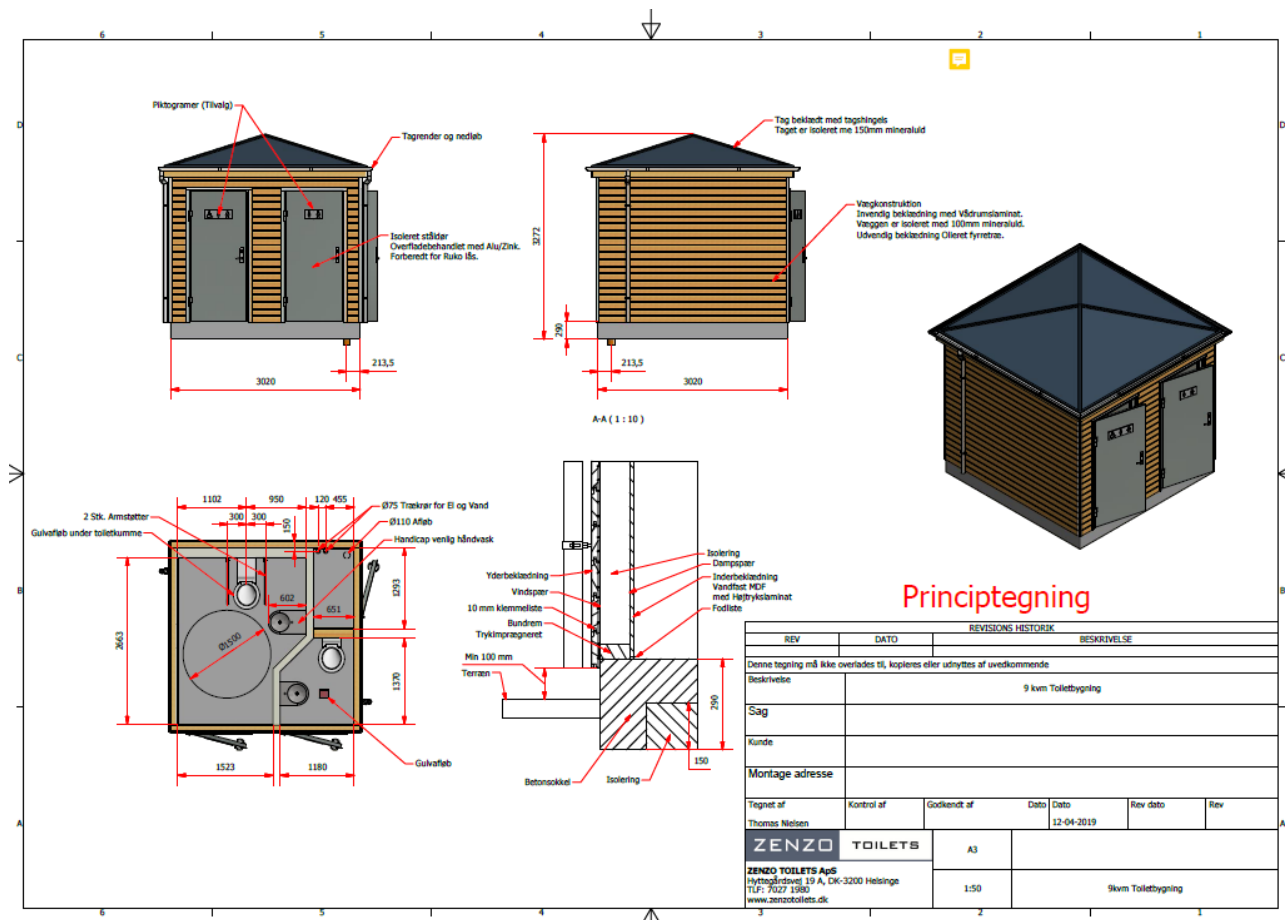 6 5 4 3 2 1
D
D
C
C
B
B
A
A
Piktogramer (Tilvalg)
Tagrender og nedløb
Isoleret ståldør
Overfladebehandlet med Alu/Zink.
Forberedt for Ruko lås.
213,5
3020
Tag beklædt med tagshingels
Taget er isoleret me 150mm mineraluld
Vægkonstruktion
Invendig beklædning med Vådrumslaminat.
Væggen er isoleret med 100mm mineraluld.
Udvendig beklædning Olieret fyrretræ.
3272
290
213,5
3020
A-A ( 1 : 10 )
1102 950 120 455
300 300
150
2 Stk. Armstøtter
Gulvafløb under toiletkumme
Ø75 Trækrør for El og Vand
Ø110 Afløb
Handicap venlig håndvask
602
651
1293
2663
Ø1500
1370
1523 1180
Gulvafløb
Yderbeklædning
Vindspær
10 mm klemmeliste
Bundrem
Trykimprægneret
Min 100 mm
Terræn
Betonsokkel
Isolering
Isolering
Dampspær
Inderbeklædning
Vandfast MDF
med Højtrykslaminat
Fodliste
290
150
Principtegning
REVISIONS HISTORIK
REV DATO BESKRIVELSE
Denne tegning må ikke overlades til, kopieres eller udnyttes af uvedkommende
Beskrivelse 9 kvm Toiletbygning
Sag
Kunde
Montage adresse
Tegnet af Kontrol af Godkendt af Dato Dato Rev dato Rev
Thomas Nielsen 12-04-2019
ZENZO TOILETS A3
ZENZO TOILETS ApS
Hyttegårdsvej 19 A, DK-3200 Helsinge
TLF: 7027 1980
www.zenzotoilets.dk
1:50 9kvm Toiletbygning
6 5 4 3 2 1